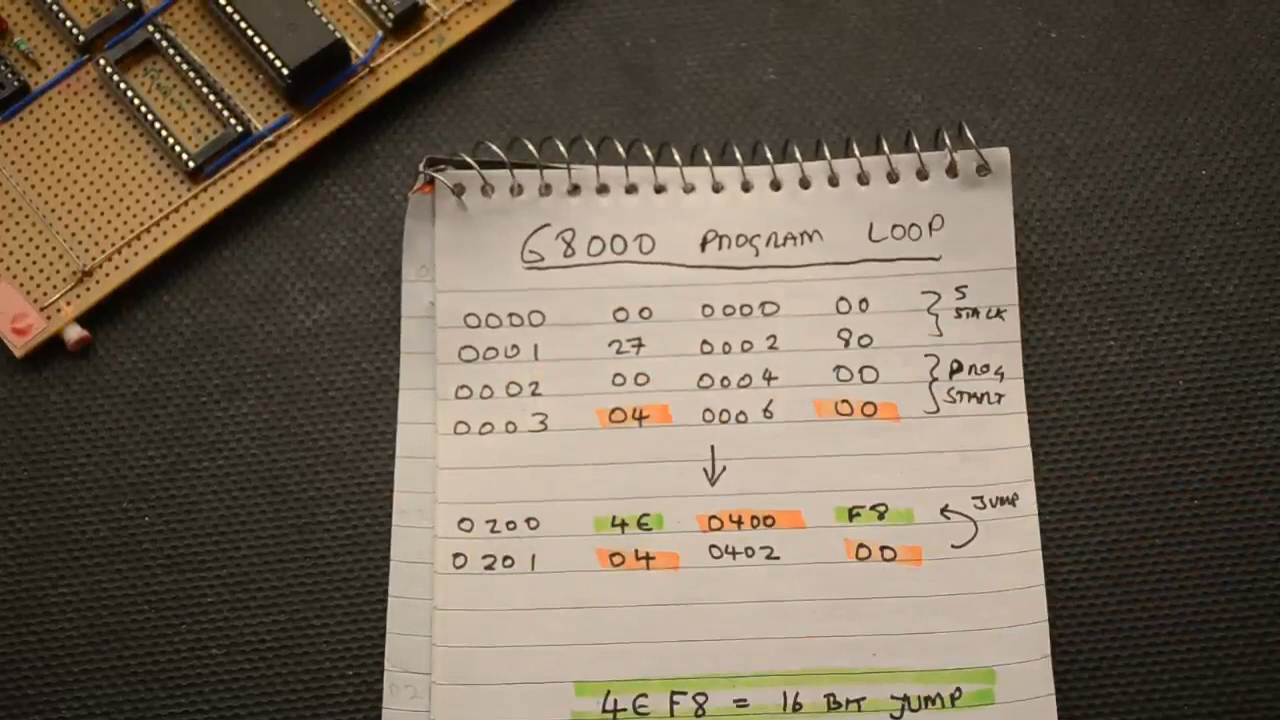 68000 PROGRAM LOOP
0000 00 0000 00 S STACK
0001 27 0002 80
0002 00 0004 00 PROG START
0003 04 0006 00
0200 4E 0400 F8 JUMP
0201 04 0402 00
4E F8 = 16 BIT JUMP